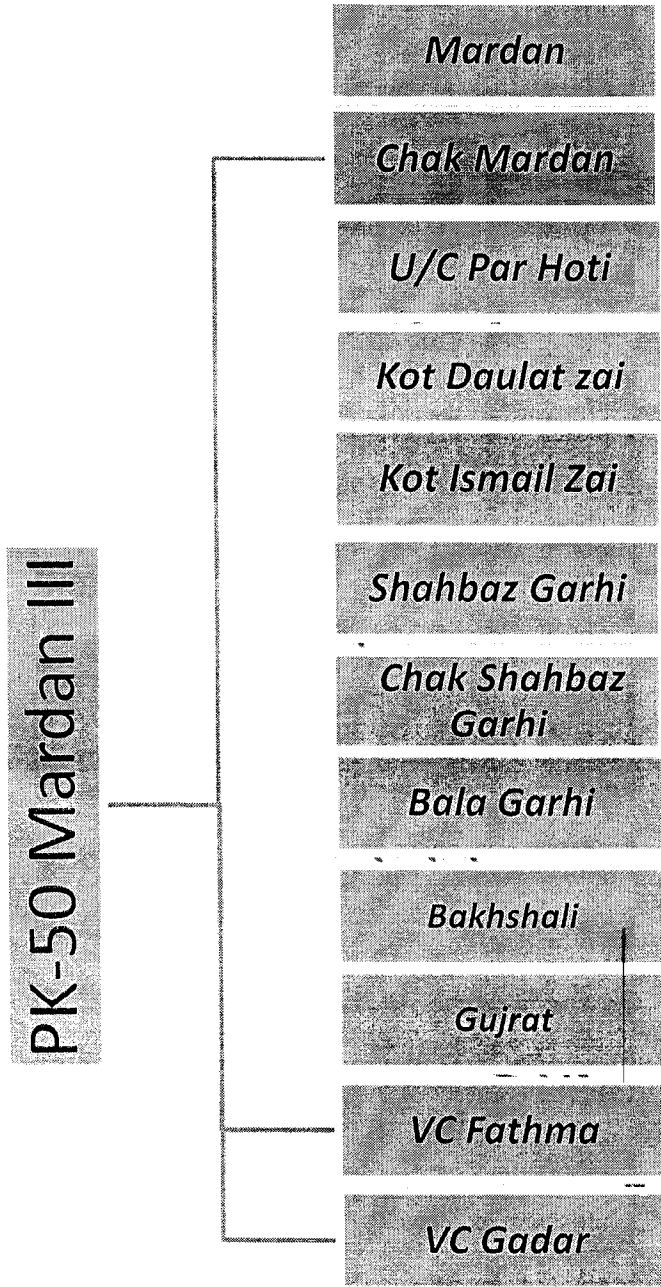 PK-50 Mardan III
Mardan
Chak Mardan
U/C Par Hoti
Kot Daulat zai
Kot Ismail Zai
Shahbaz Garhi
Chak Shahbaz
Garhi
Bala Garhi
Bakhshali
Gujrat
VC Fathma
VC Gadar